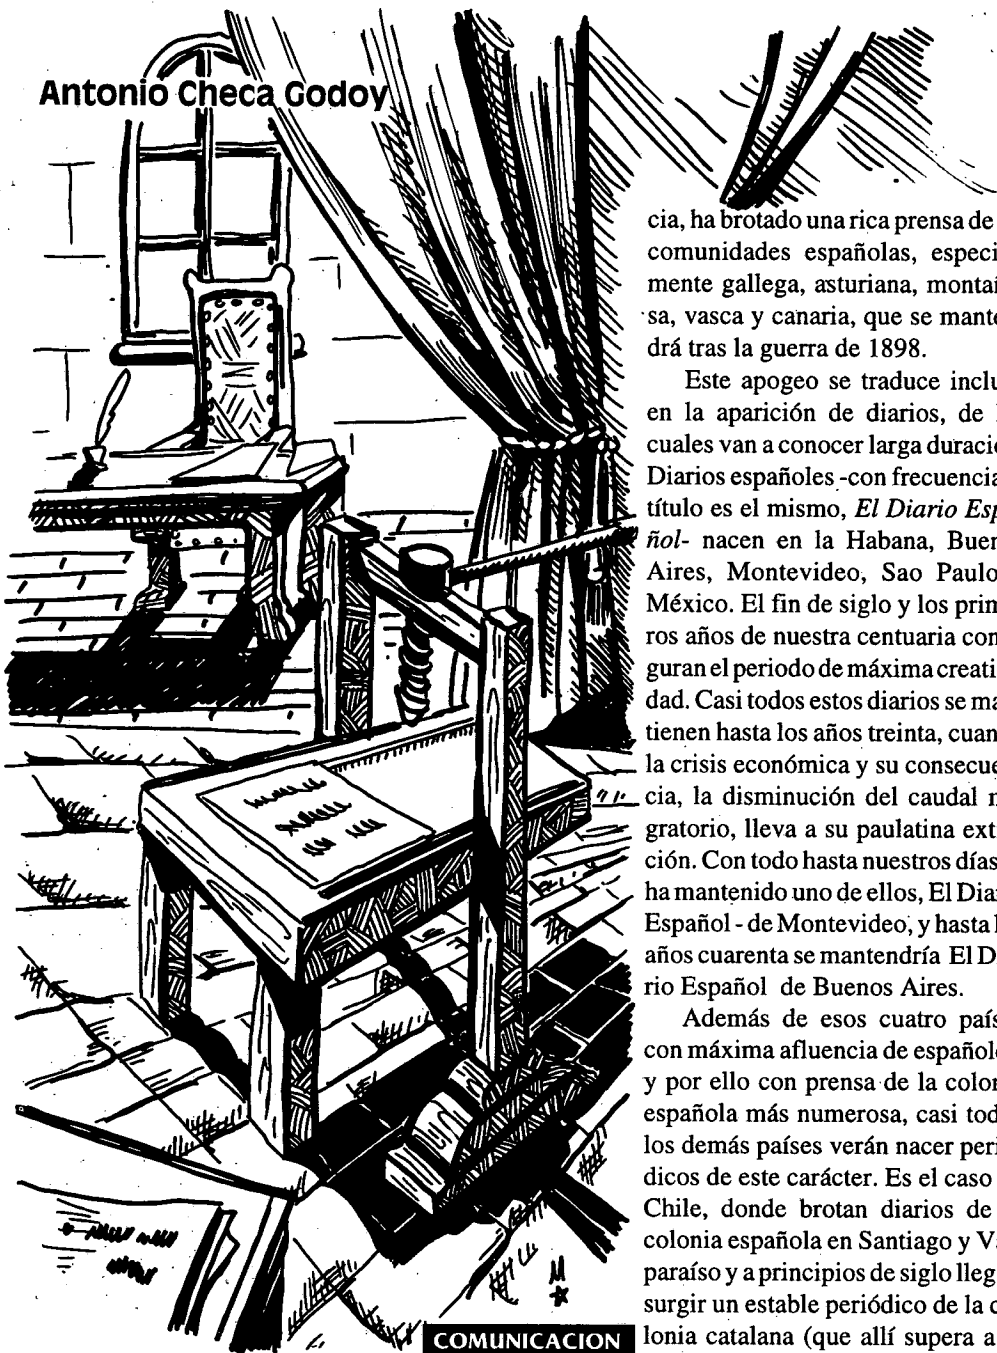 Antonio Checa Godoy
cia, ha brotado una rica prensa de
comunidades españolas, especi
mente gallega, asturiana, montañ
sa, vasca y canaria, que se mante
drá tras la guerra de 1898.
Este apogeo se traduce inclu
en la aparición de diarios, de
cuales van a conocer larga duració
Diarios españoles -con frecuencia
título es el mismo, El Diario Esp
ñol- nacen en la Habana, Buen
Aires, Montevideo, Sao Paulo
México. El fin de siglo y los prim
ros años de nuestra centuaria con
guran el periodo de máxima creati
dad. Casi todos estos diarios se ma
tienen hasta los años treinta, cuan
la crisis económica y su consecue
cia, la disminución del caudal m
gratorio, lleva a su paulatina exti
ción. Con todo hasta nuestros días
ha mantenido uno de ellos, El Diar
Español - de Montevideo, y hasta l
años cuarenta se mantendría El D
rio Español de Buenos Aires.
Además de esos cuatro país
con máxima afluencia de español
y por ello con prensa de la colon
española más numerosa, casi tod
los demás países verán nacer peri
dicos de este carácter. Es el caso
Chile, donde brotan diarios de
colonia española en Santiago y Va
paraíso y a principios de siglo lleg
surgir un estable periódico de la c
lonia catalana (que allí supera a
COMUNICACION